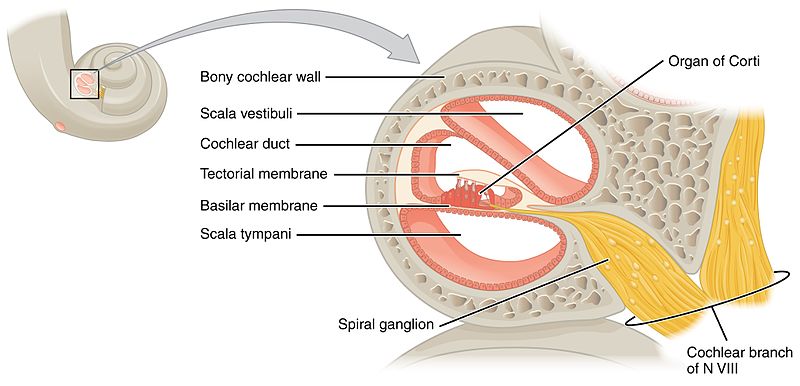 Organ of Corti
Bony cochlear wall
Scala vestibuli
Cochlear duct
Tectorial membrane
Basilar membrane
Scala tympani
Spiral ganglion
Cochlear branch
of N VIII